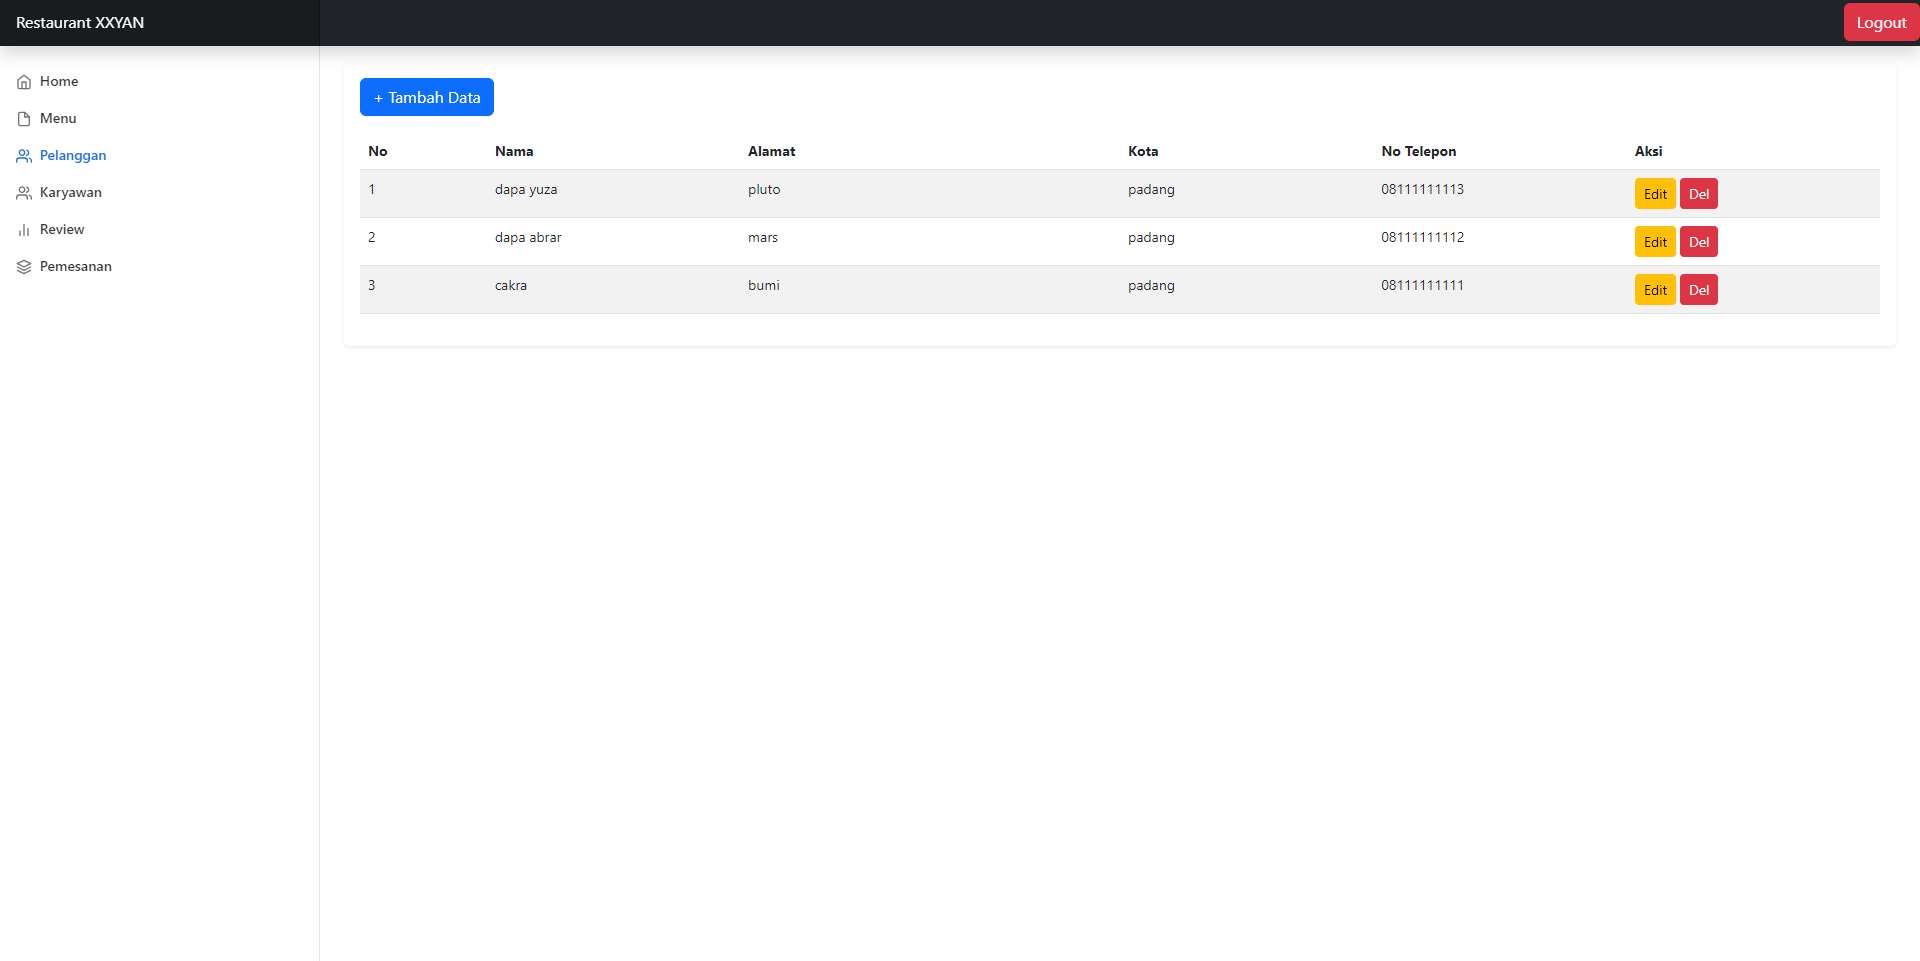 Restaurant XXYAN
Logout
Home
Menu
Pelanggan
Karyawan
Review
Pemesanan
+ Tambah Data
No Nama Alamat Kota No Telepon Aksi
1 dapa yuza pluto padang 08111111113 Edit Del
2 dapa abrar mars padang 08111111112 Edit Del
3 cakra bumi padang 08111111111 Edit Del